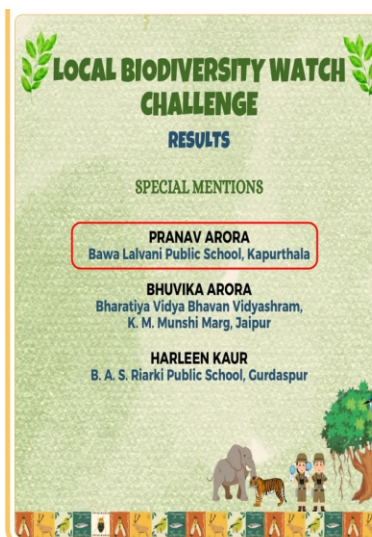 LOCAL BIODIVERSITY WATCH
CHALLENGE
RESULTS
SPECIAL MENTIONS
PRANAV ARORA
Bawa Lalvani Public School, Kapurthala
BHUVIKA ARORA
Bharatiya Vidya Bhavan Vidyashram,
K. M. Munshi Marg, Jaipur
HARLEEN KAUR
B. A. S. Riarki Public School, Gurdaspur